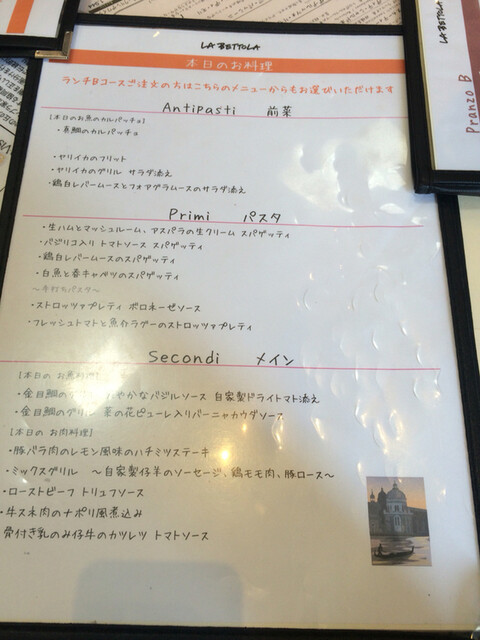 LA BETTOLA
本日のお料理
ランチBコースご注文の方はこちらのメニューからもお選びいただけます
Antipasti 前菜
【本日のお魚のカルパッチョ】
・真鯛のカルパッチョ
・ヤリイカのフリット
・ヤリイカのグリル サラダ添え
・鶏白レバームースとフォアグラムースのサラダ添え
Primi パスタ
・生ハムとマッシュルーム、アスパラの生クリーム スパゲッティ
・バジリコ入り トマトソース スパゲッティ
・鶏白レバームースのスパゲッティ
・白魚と春キャベツのスパゲッティ
～手打ちパスタ～
・ストロッツァプレティ ボロネーゼソース
・フレッシュトマトと魚介ラグーのストロッツァプレティ
Secondi メイン
【本日の お魚料理】
・金目鯛の やかなバジルソース 自家製ドライトマト添え
・金目鯛のグリル 菜の花ピューレ入りバーニャカウダソース
【本日の お肉料理】
・豚バラ肉のレモン風味のハチミツステーキ
・ミックスグリル ～自家製仔羊のソーセージ、鶏モモ肉、豚ロース～
・ローストビーフ トリュフソース
・牛スネ肉のナポリ風煮込み
骨付き乳のみ仔牛のカツレツ トマトソース
LA BETTOLA
Pranzo B